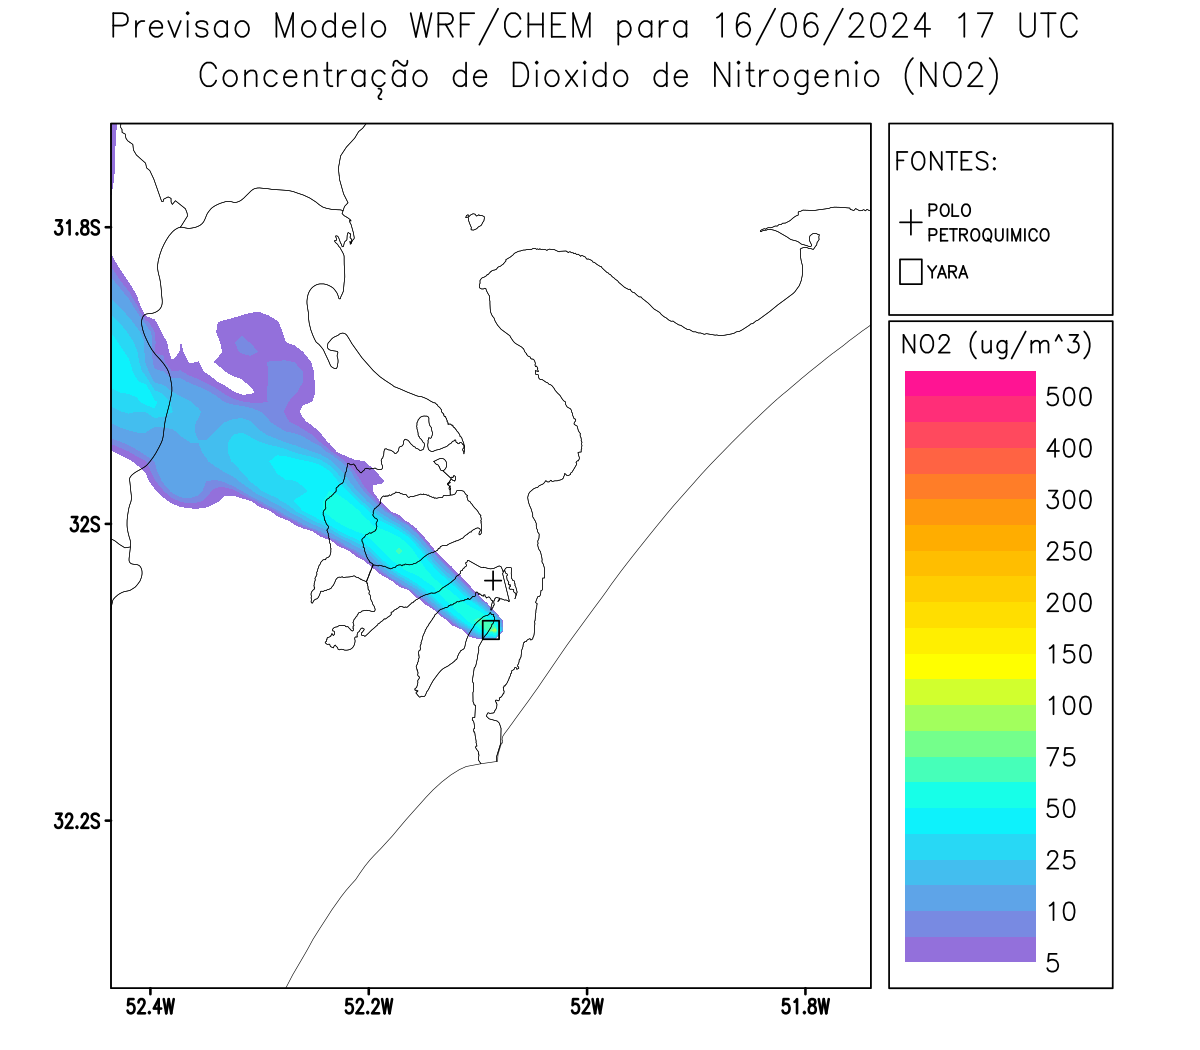 Previsao Modelo WRF/CHEM para 16/06/2024 17 UTC
Concentração de Dioxido de Nitrogenio (NO2)
FONTES:
POLO
PETROQUIMICO
YARA
31.8S
32S
32.2S
52.4W
52.2W
52W
51.8W
NO2 (ug/m^3)
500
400
300
250
200
150
100
75
50
25
10
5